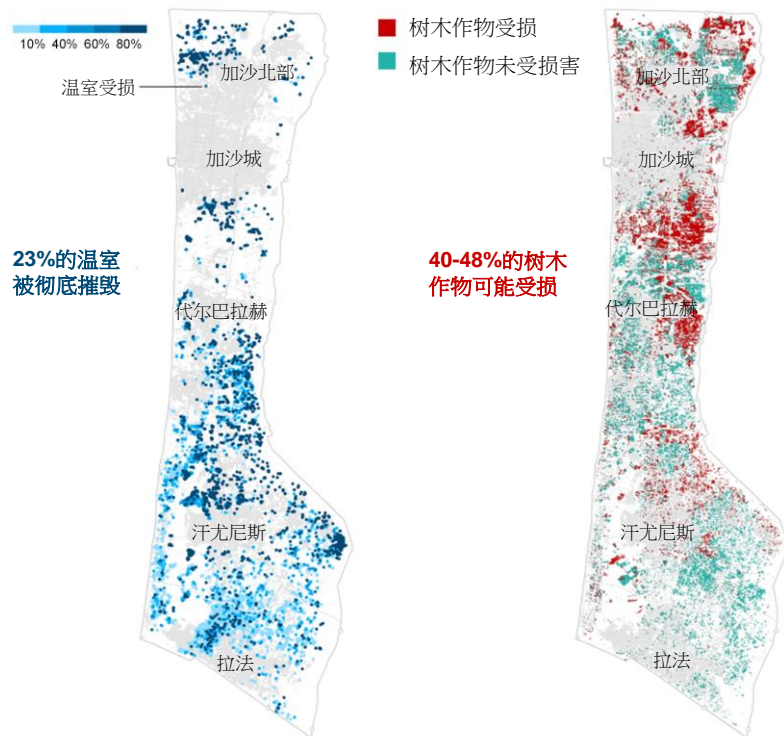 10% 40% 60% 80%
温室受损
加沙北部
加沙城
23%的温室
被彻底摧毁
代尔巴拉赫
汗尤尼斯
拉法
树木作物受损
树木作物未受损害
加沙北部
加沙城
40-48%的树木
作物可能受损
代尔巴拉赫
汗尤尼斯
拉法